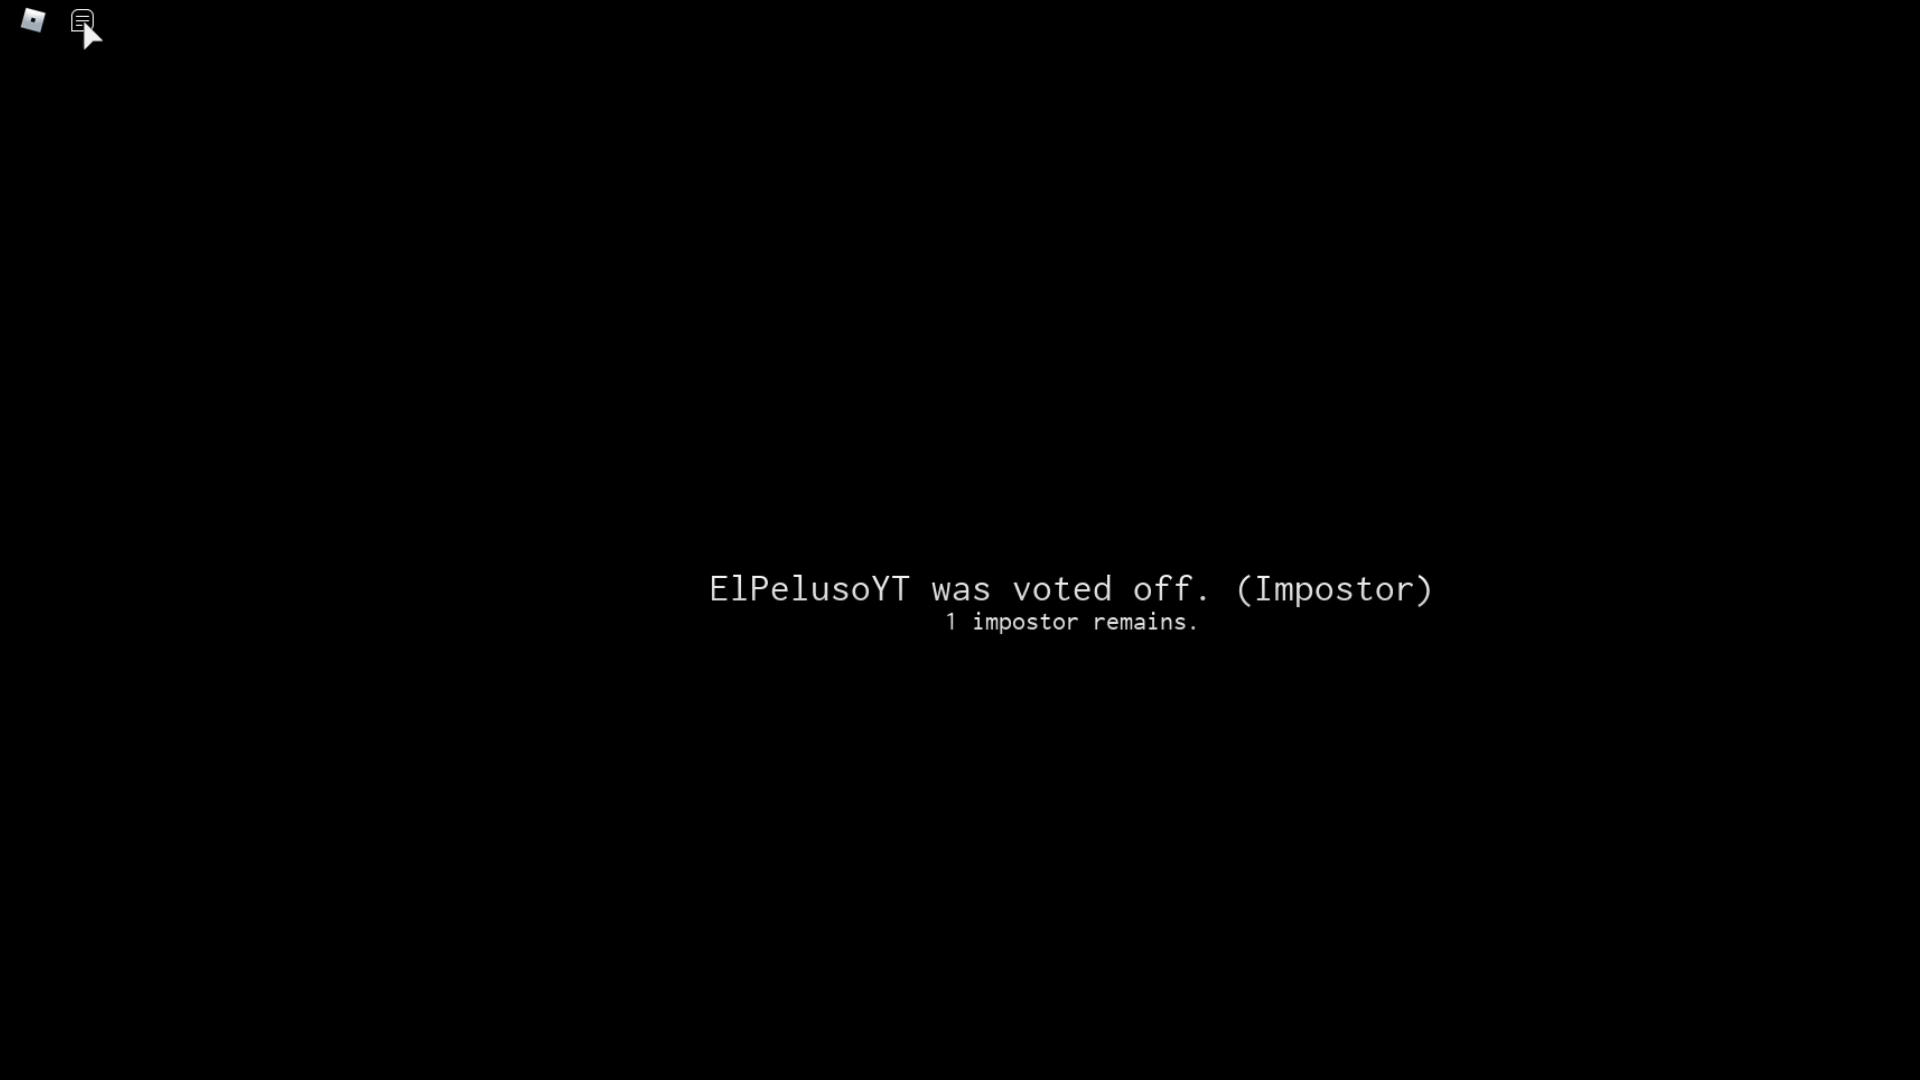 ElPelusoYT was voted off. (Impostor)
1 impostor remains.